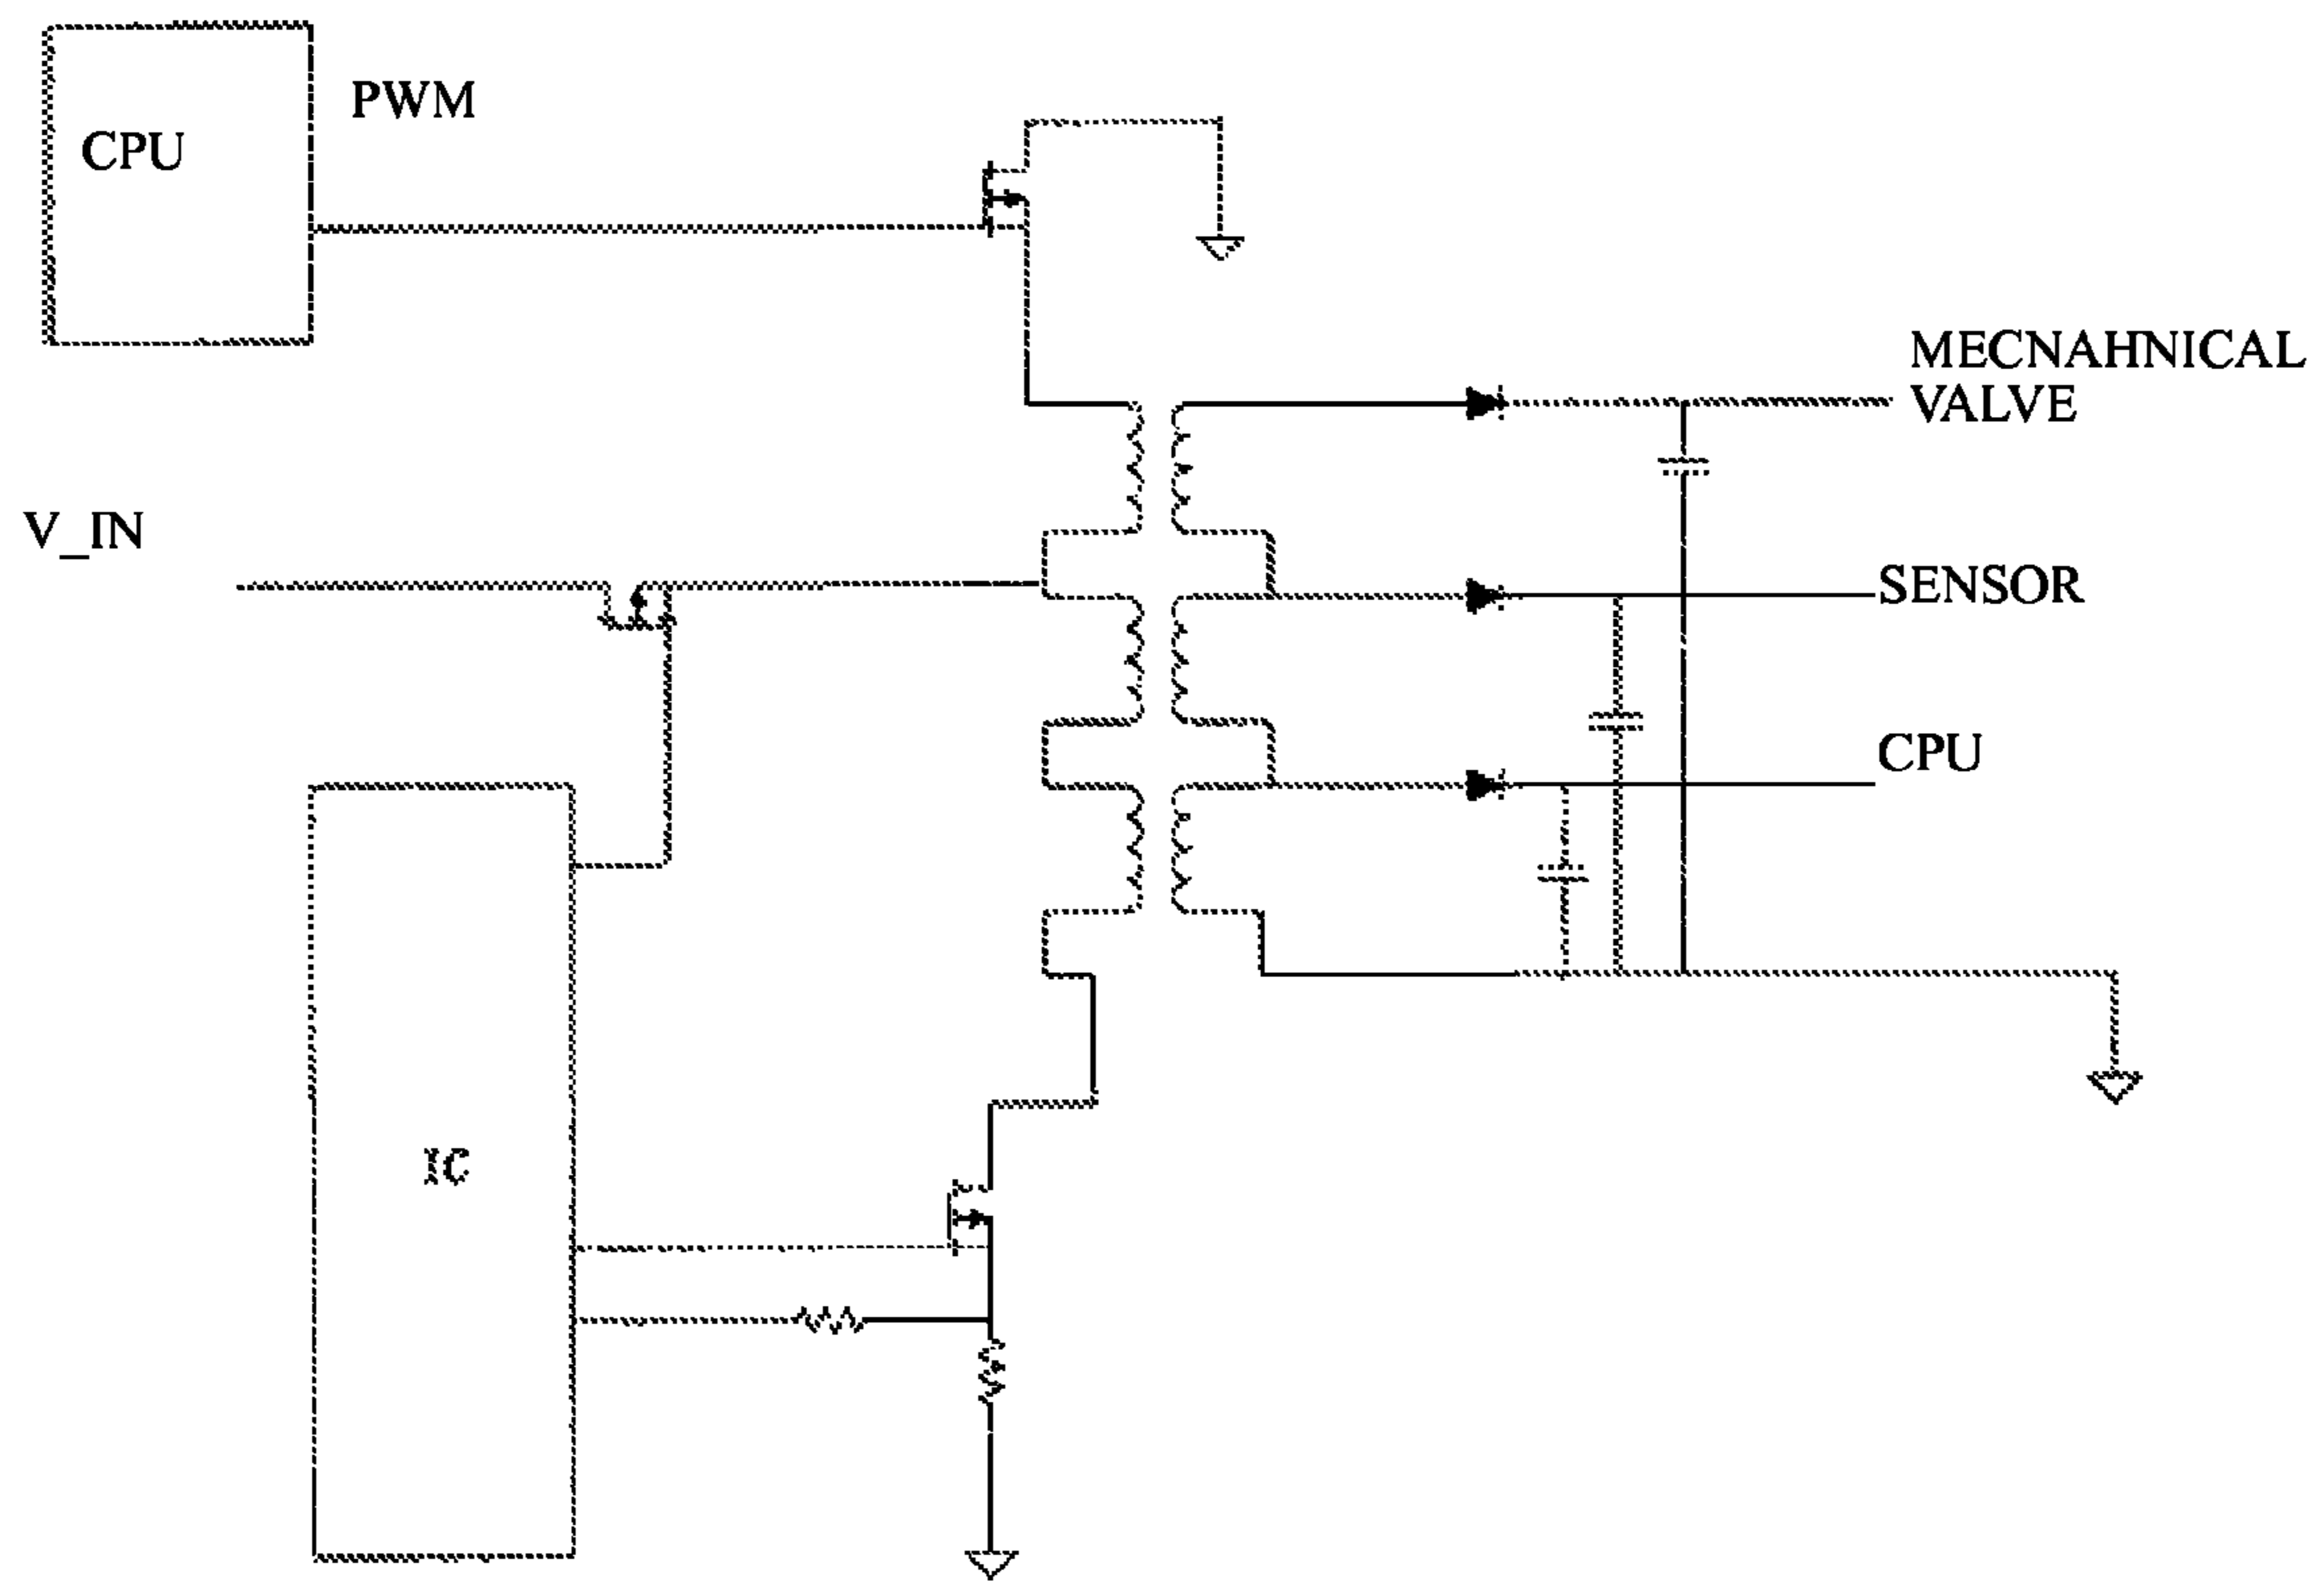 PWM
CPU
MECNAHNICAL
VALVE
V_IN
SENSOR
CPU
IC